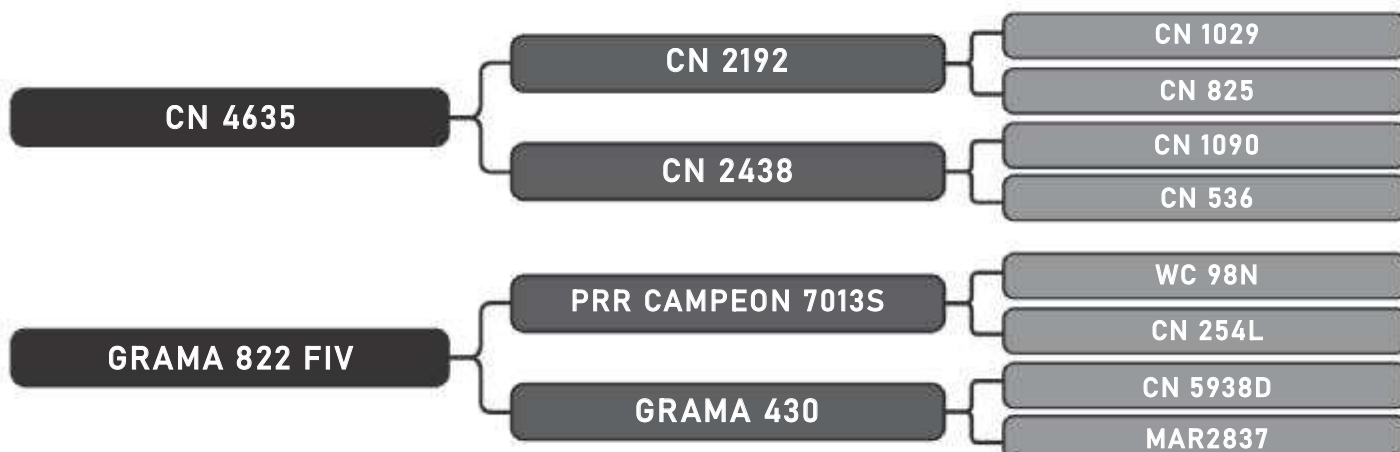 CN 4635
CN 2192
CN 1029
CN 825
CN 2438
CN 1090
CN 536
GRAMA 822 FIV
PRR CAMPEON 7013S
WC 98N
CN 254L
GRAMA 430
CN 5938D
MAR2837